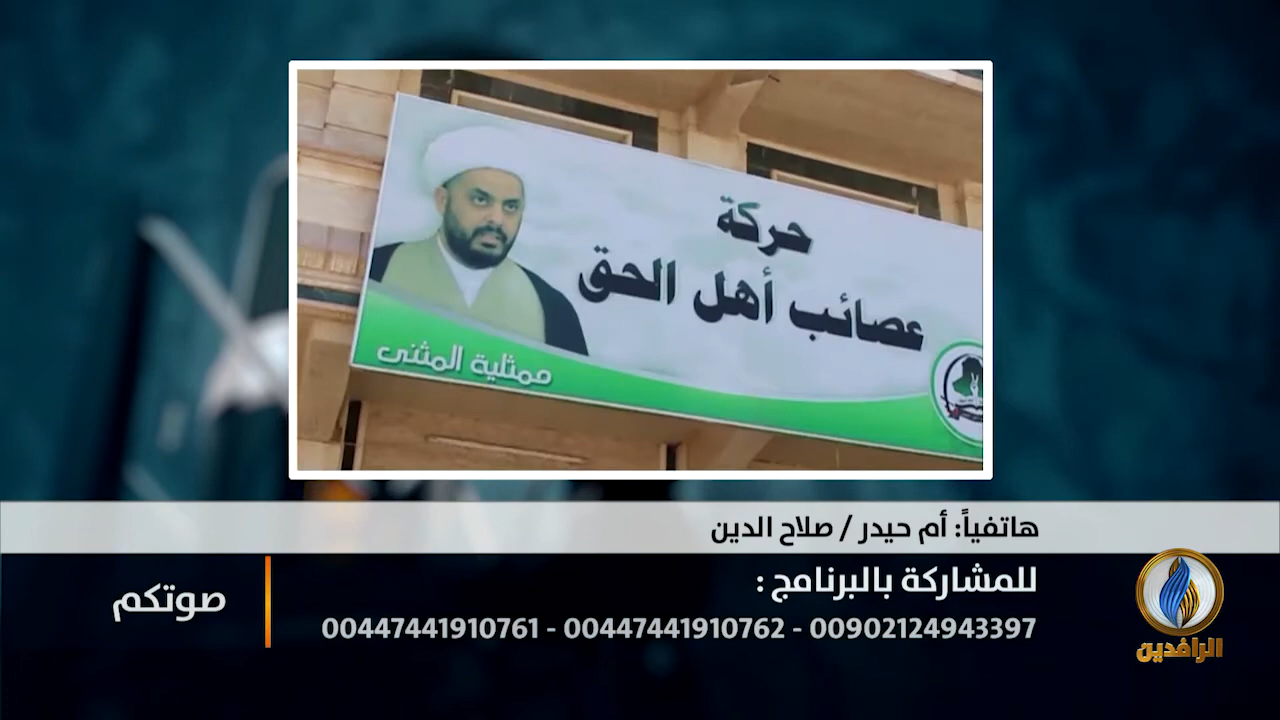 حركة
عصائب أهل الحق
ممثلية المثنى
هاتفياً: أم حيدر / صلاح الدين
للمشاركة بالبرنامج :
00447441910761 - 00447441910762 - 00902124943397
صوتكم
الرافدين